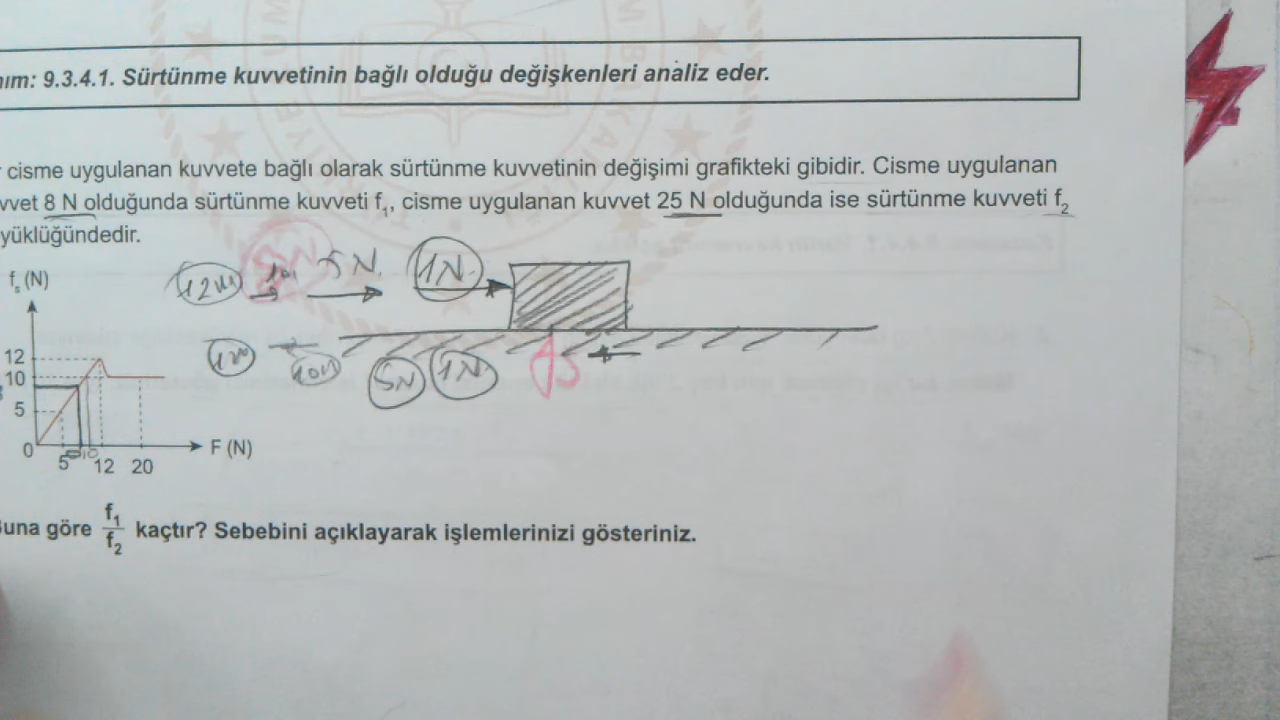 ım: 9.3.4.1. Sürtünme kuvvetinin bağlı olduğu değişkenleri analiz eder.
cisme uygulanan kuvvete bağlı olarak sürtünme kuvvetinin değişimi grafikteki gibidir. Cisme uygulanan
vvet 8 N olduğunda sürtünme kuvveti f₁, cisme uygulanan kuvvet 25 N olduğunda ise sürtünme kuvveti f₂
yüklüğündedir.
fₛ (N)
12N 5N 1N
12
10
5
0
10N 5N 1N
5 10 12 20
F (N)
una göre f₁/f₂ kaçtır? Sebebini açıklayarak işlemlerinizi gösteriniz.